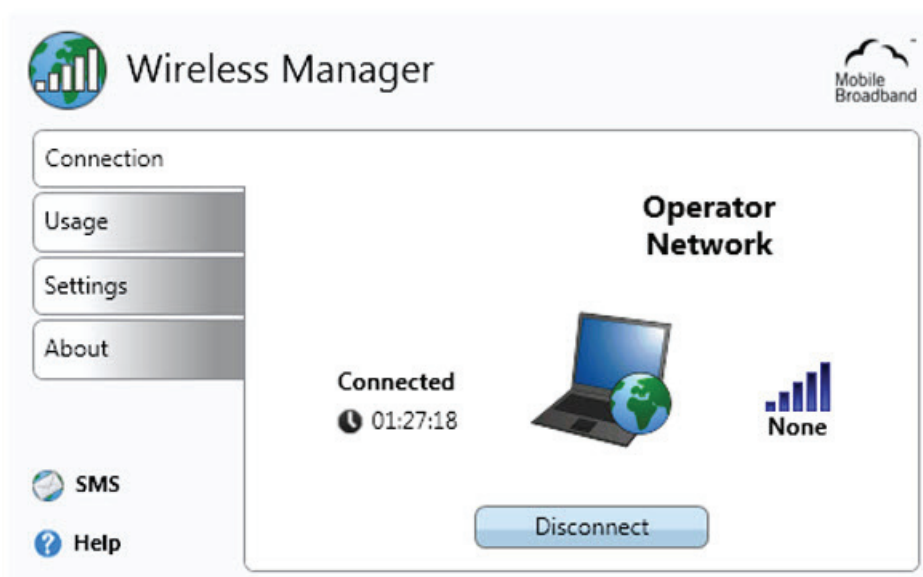 Wireless Manager
Mobile
Broadband
Connection
Usage
Settings
About
SMS
Help
Operator
Network
Connected
01:27:18
None
Disconnect